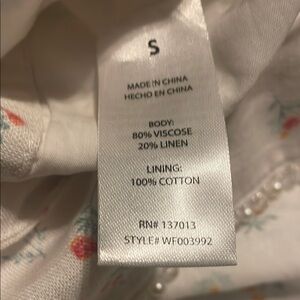 S
MADE IN CHINA
HECHO EN CHINA
BODY:
80% VISCOSE
20% LINEN
LINING:
100% COTTON
RN# 137013
STYLE# WF003992